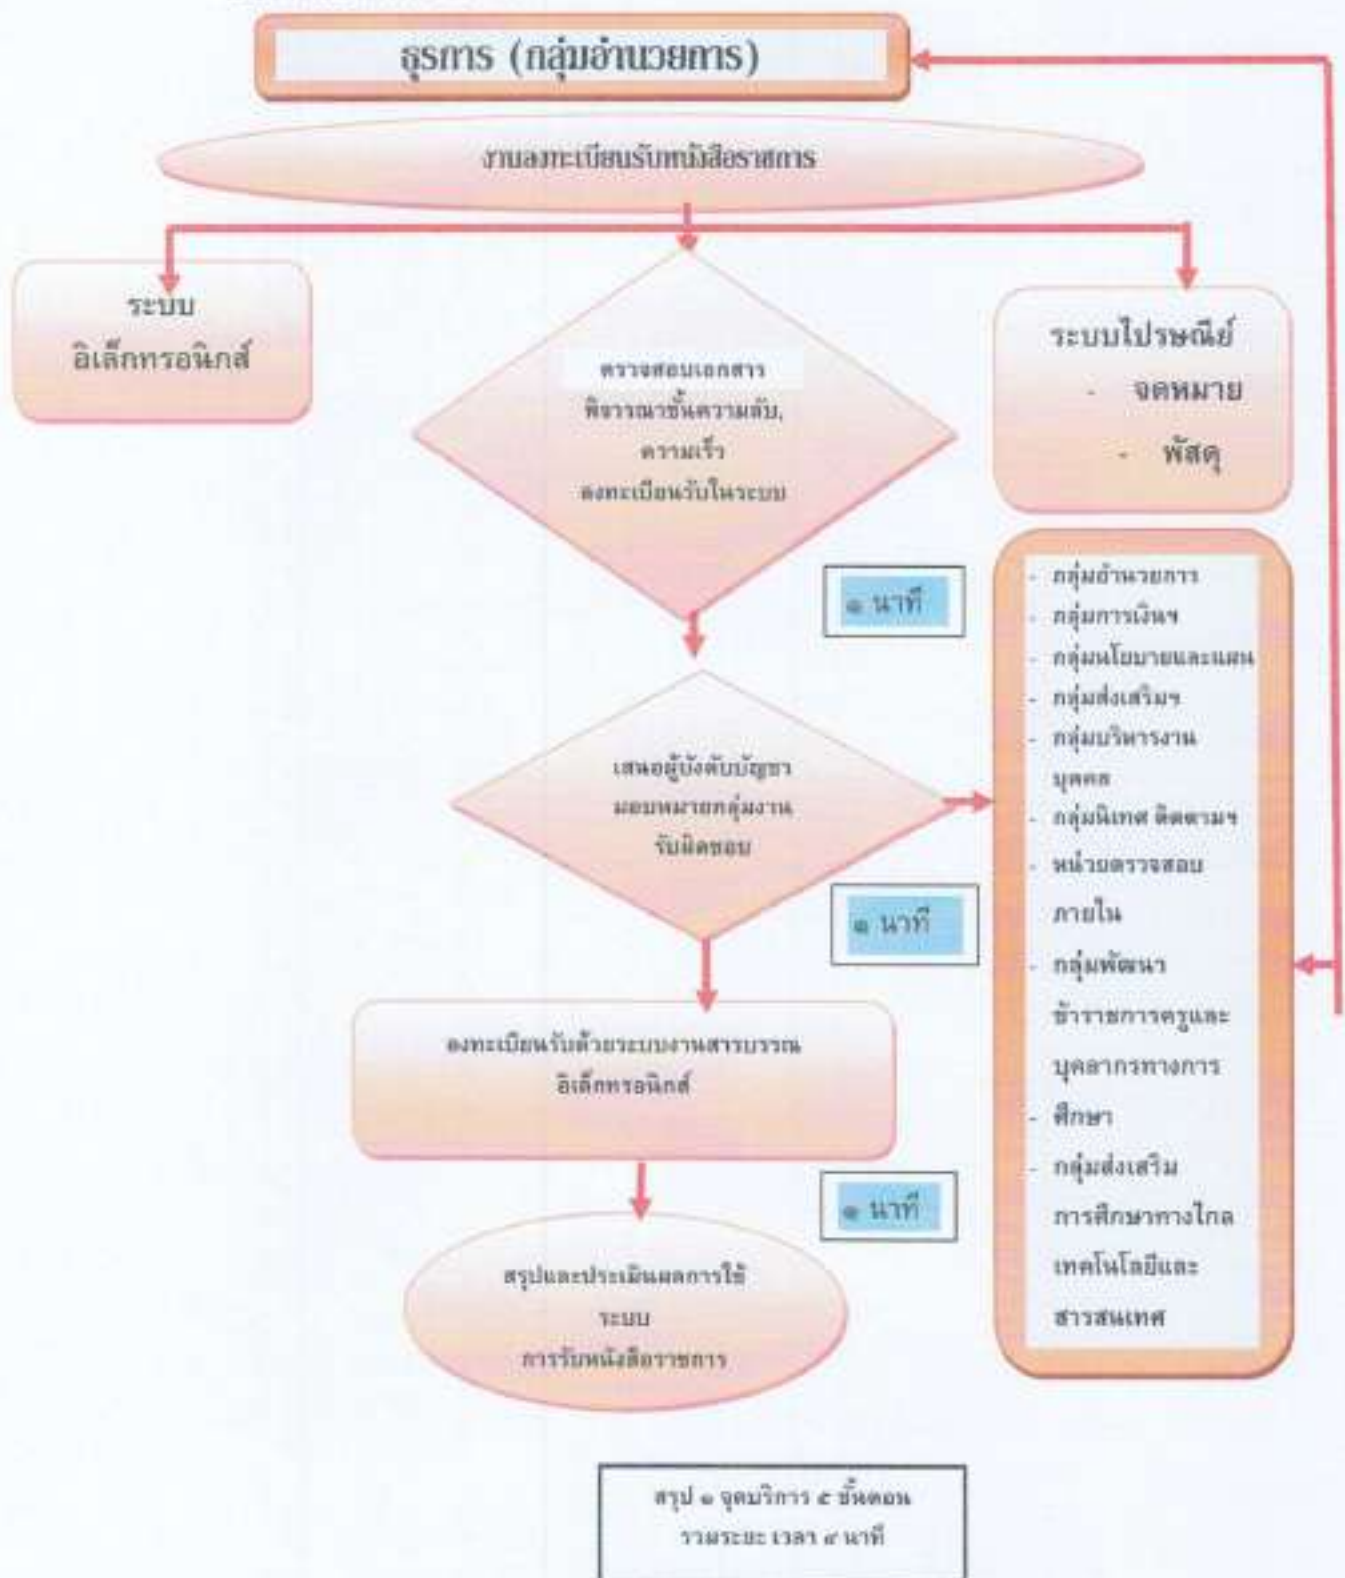 ธุรการ (กลุ่มอำนวยการ)
งานลงทะเบียนรับหนังสือราชการ
ระบบ
อิเล็กทรอนิกส์
ตรวจสอบเอกสาร
พิจารณาชั้นความลับ,
ความเร็ว
ลงทะเบียนรับในระบบ
ระบบไปรษณีย์
- จดหมาย
- พัสดุ
๑ นาที
เสนอผู้บังคับบัญชา
มอบหมายกลุ่มงาน
รับผิดชอบ
๑ นาที
- กลุ่มอำนวยการ
- กลุ่มการเงินฯ
- กลุ่มนโยบายและแผน
- กลุ่มส่งเสริมฯ
- กลุ่มบริหารงาน
บุคคล
- กลุ่มนิเทศ ติดตามฯ
- หน่วยตรวจสอบ
ภายใน
- กลุ่มพัฒนา
ข้าราชการครูและ
บุคลากรทางการ
- ศึกษา
- กลุ่มส่งเสริม
การศึกษาทางไกล
เทคโนโลยีและ
สารสนเทศ
ลงทะเบียนรับด้วยระบบงานสารบรรณ
อิเล็กทรอนิกส์
๑ นาที
สรุปและประเมินผลการใช้
ระบบ
การรับหนังสือราชการ
สรุป ๑ จุดบริการ ๕ ขั้นตอน
รวมระยะ เวลา ๔ นาที